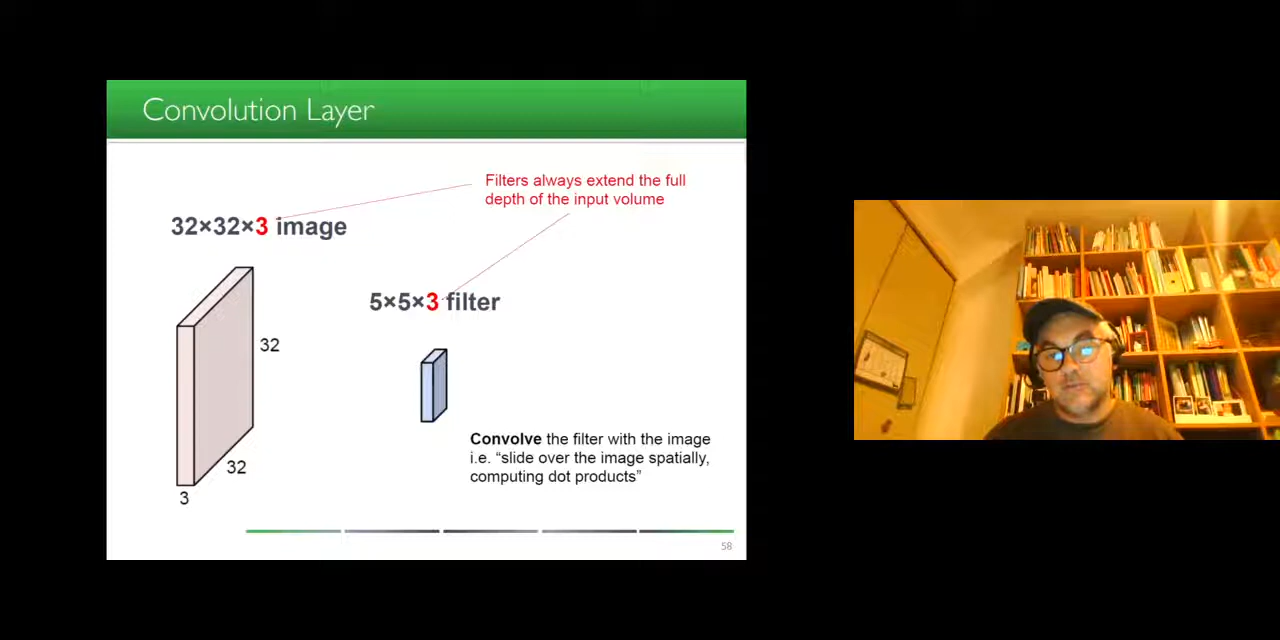 Convolution Layer
Filters always extend the full
depth of the input volume
32×32×3 image
5×5×3 filter
32
32
3
Convolve the filter with the image
i.e. “slide over the image spatially,
computing dot products”
58